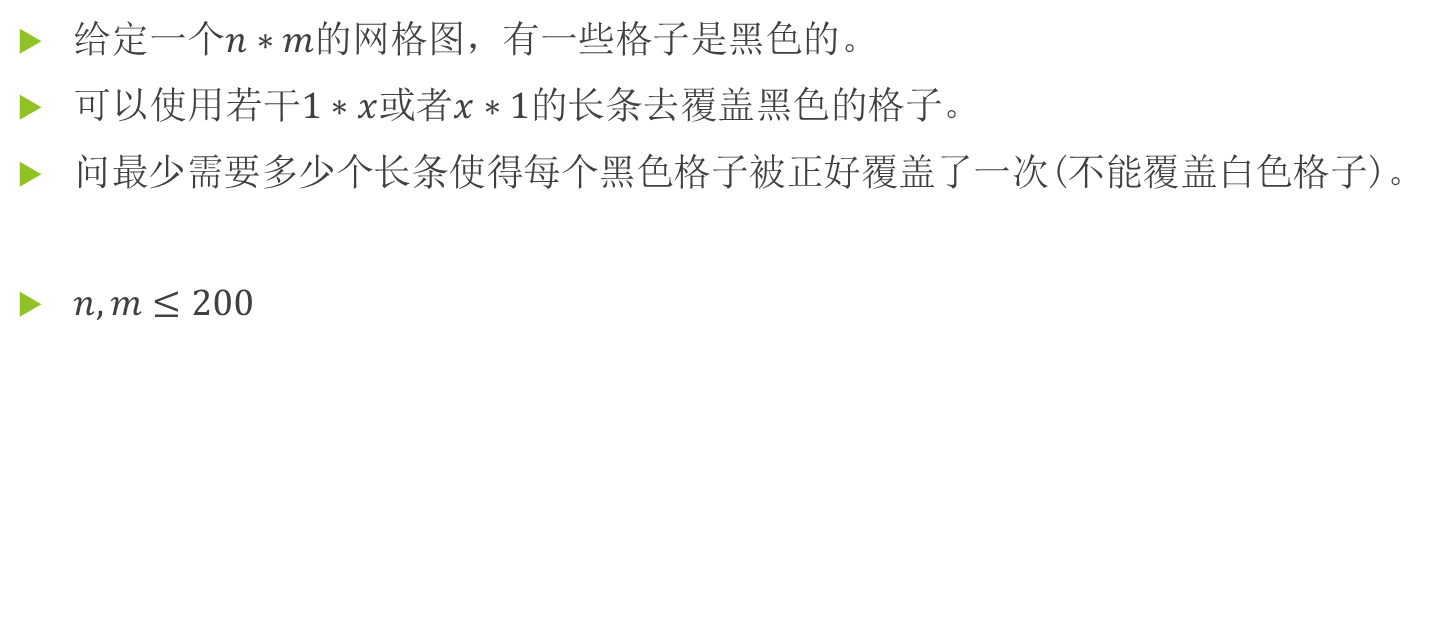 给定一个n * m的网格图，有一些格子是黑色的。
可以使用若干1 * x或者x * 1的长条去覆盖黑色的格子。
问最少需要多少个长条使得每个黑色格子被正好覆盖了一次(不能覆盖白色格子)。
n, m ≤ 200